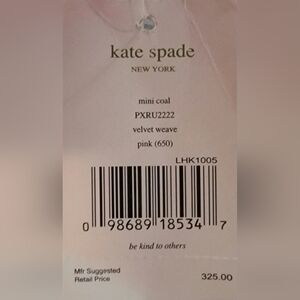 kate spade
NEW YORK
mini coal
PXRU2222
velvet weave
pink (650)
LHK1005
0 98689 18534 7
be kind to others
Mfr Suggested
Retail Price 325.00